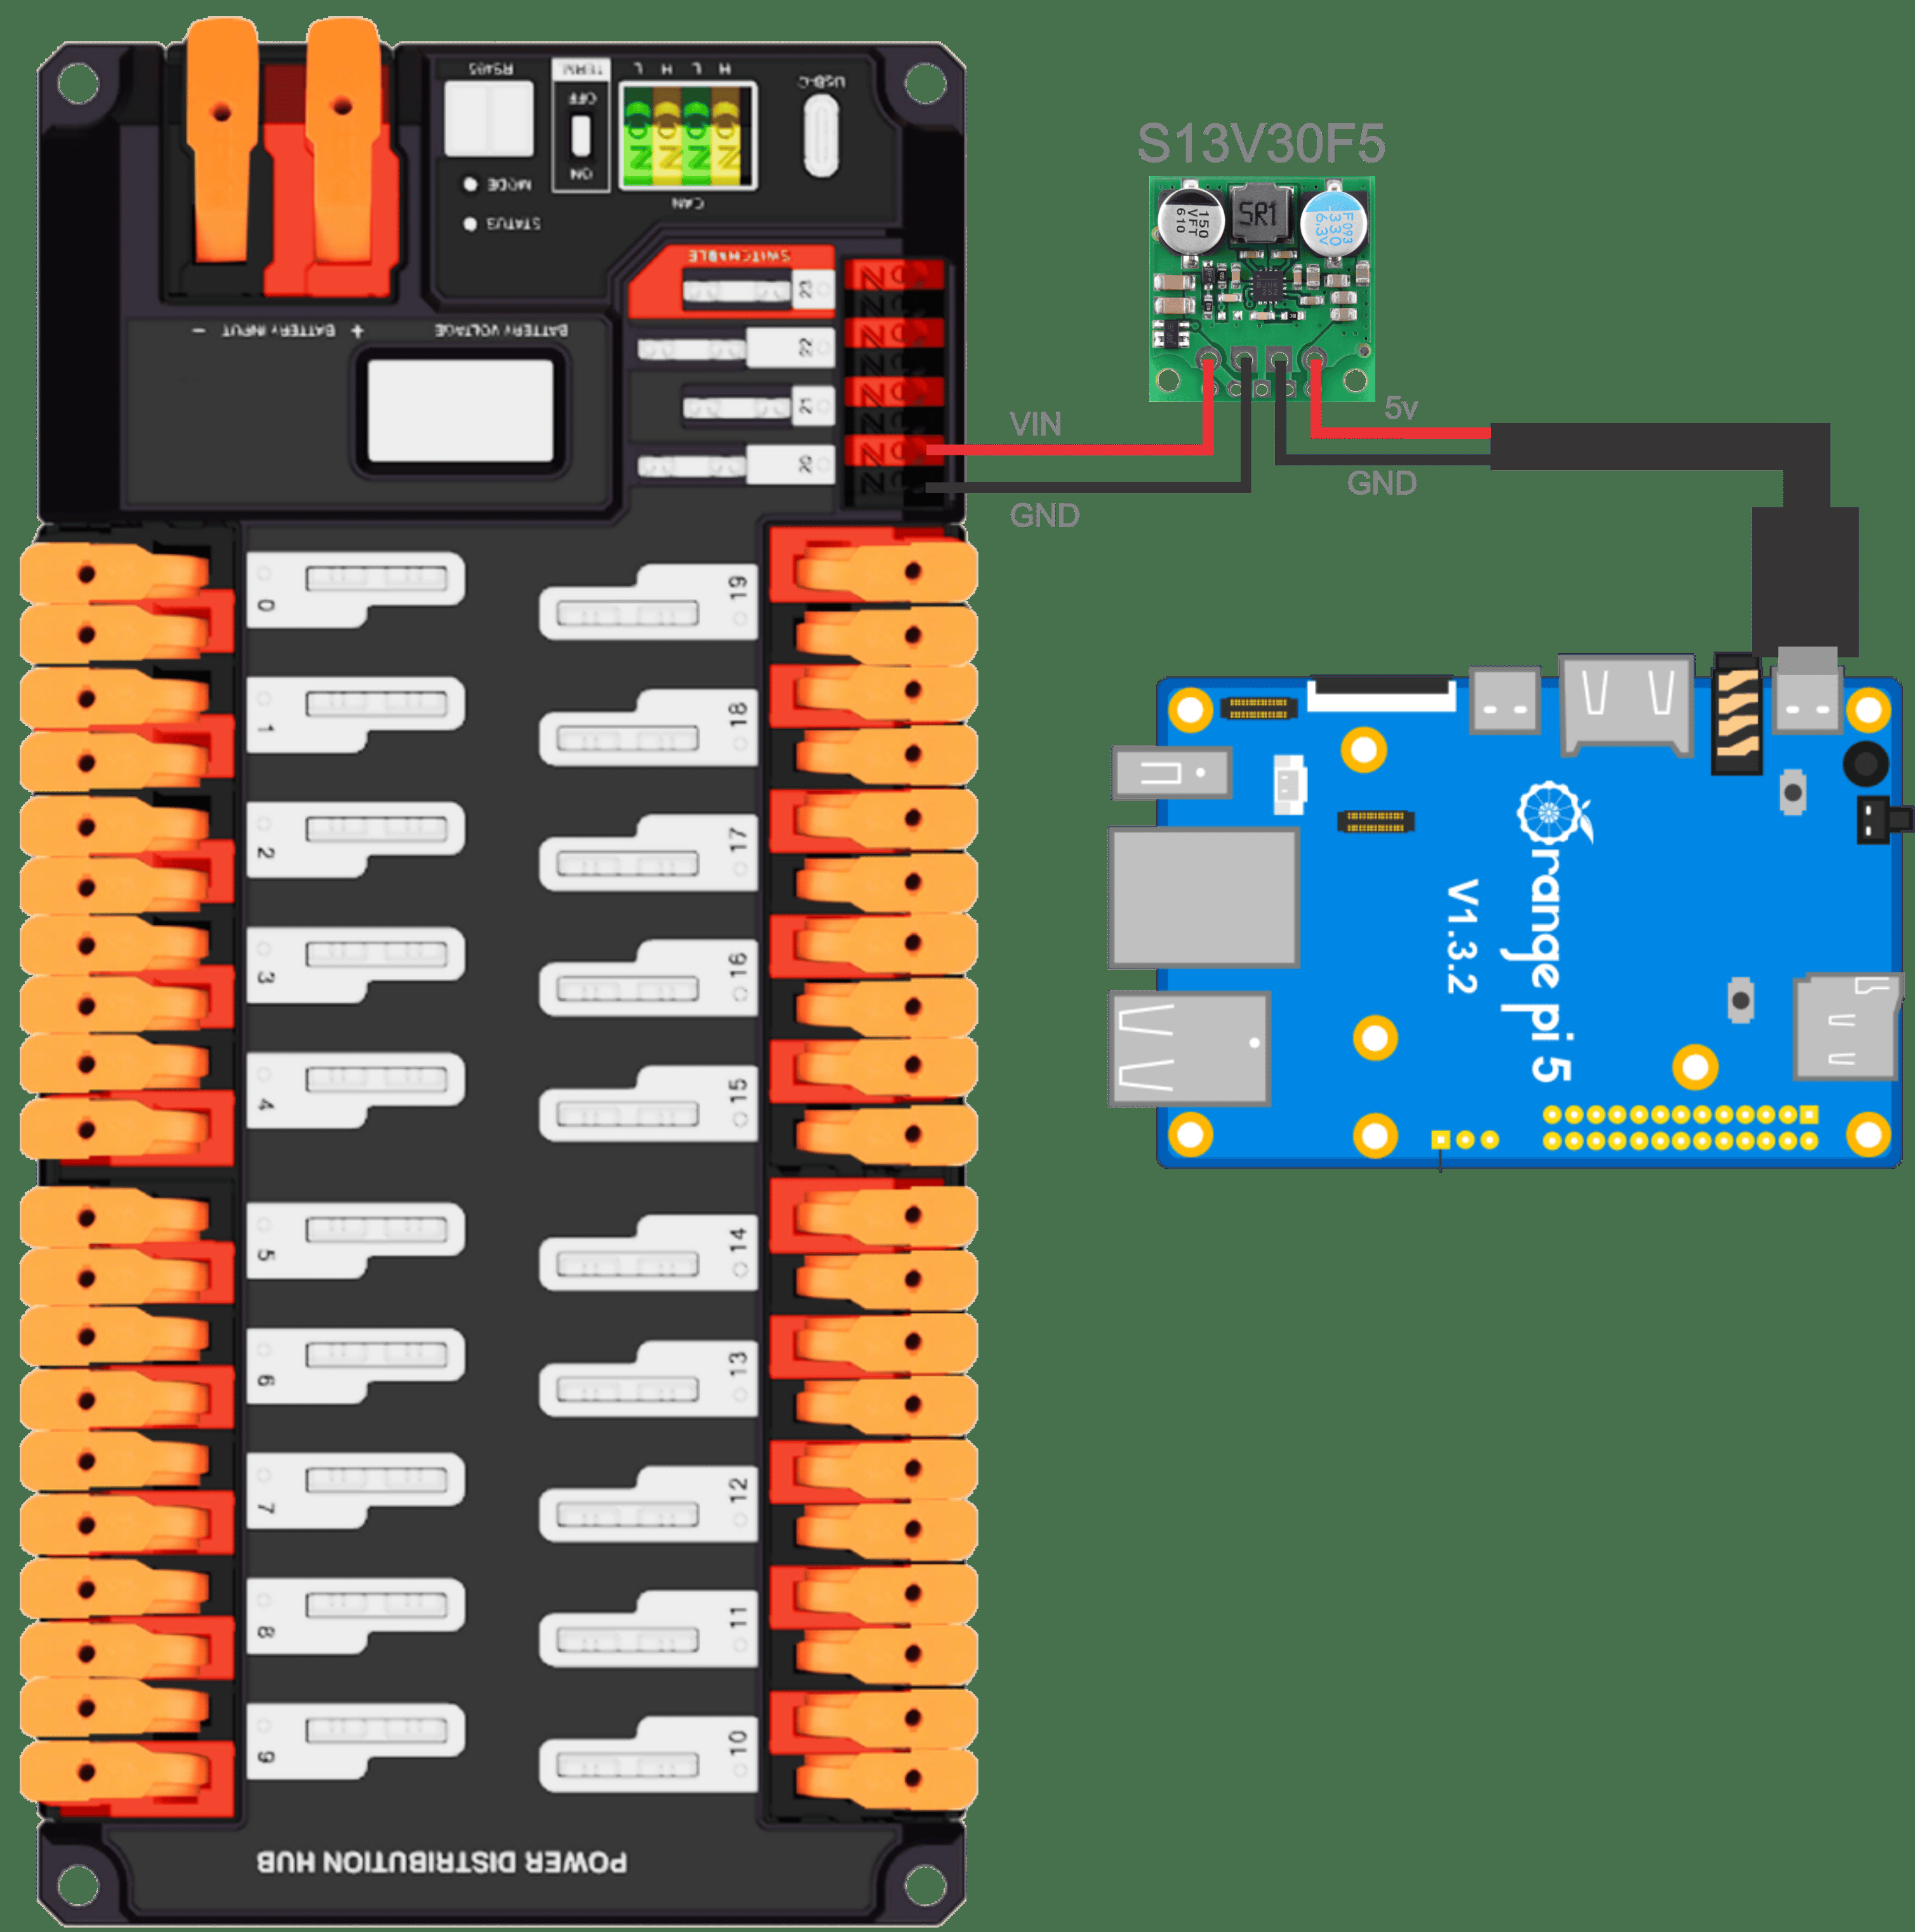 RS485
TERM
L H L H
USB-C
OFF
ON
MODE
STATUS
CAN
SWITCHABLE
23
22
21
20
- BATTERY INPUT +
BATTERY VOLTAGE
S13V30F5
150
VFT
610
SR1
F093
330
6.3V
VIN
GND
5v
GND
0
1
2
3
4
5
6
7
8
9
19
18
17
16
15
14
13
12
11
10
Orange pi 5
V1.3.2
POWER DISTRIBUTION HUB